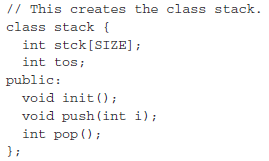 // This creates the class stack.
class stack {
  int stck[SIZE];
  int tos;
public:
  void init();
  void push(int i);
  int pop();
};